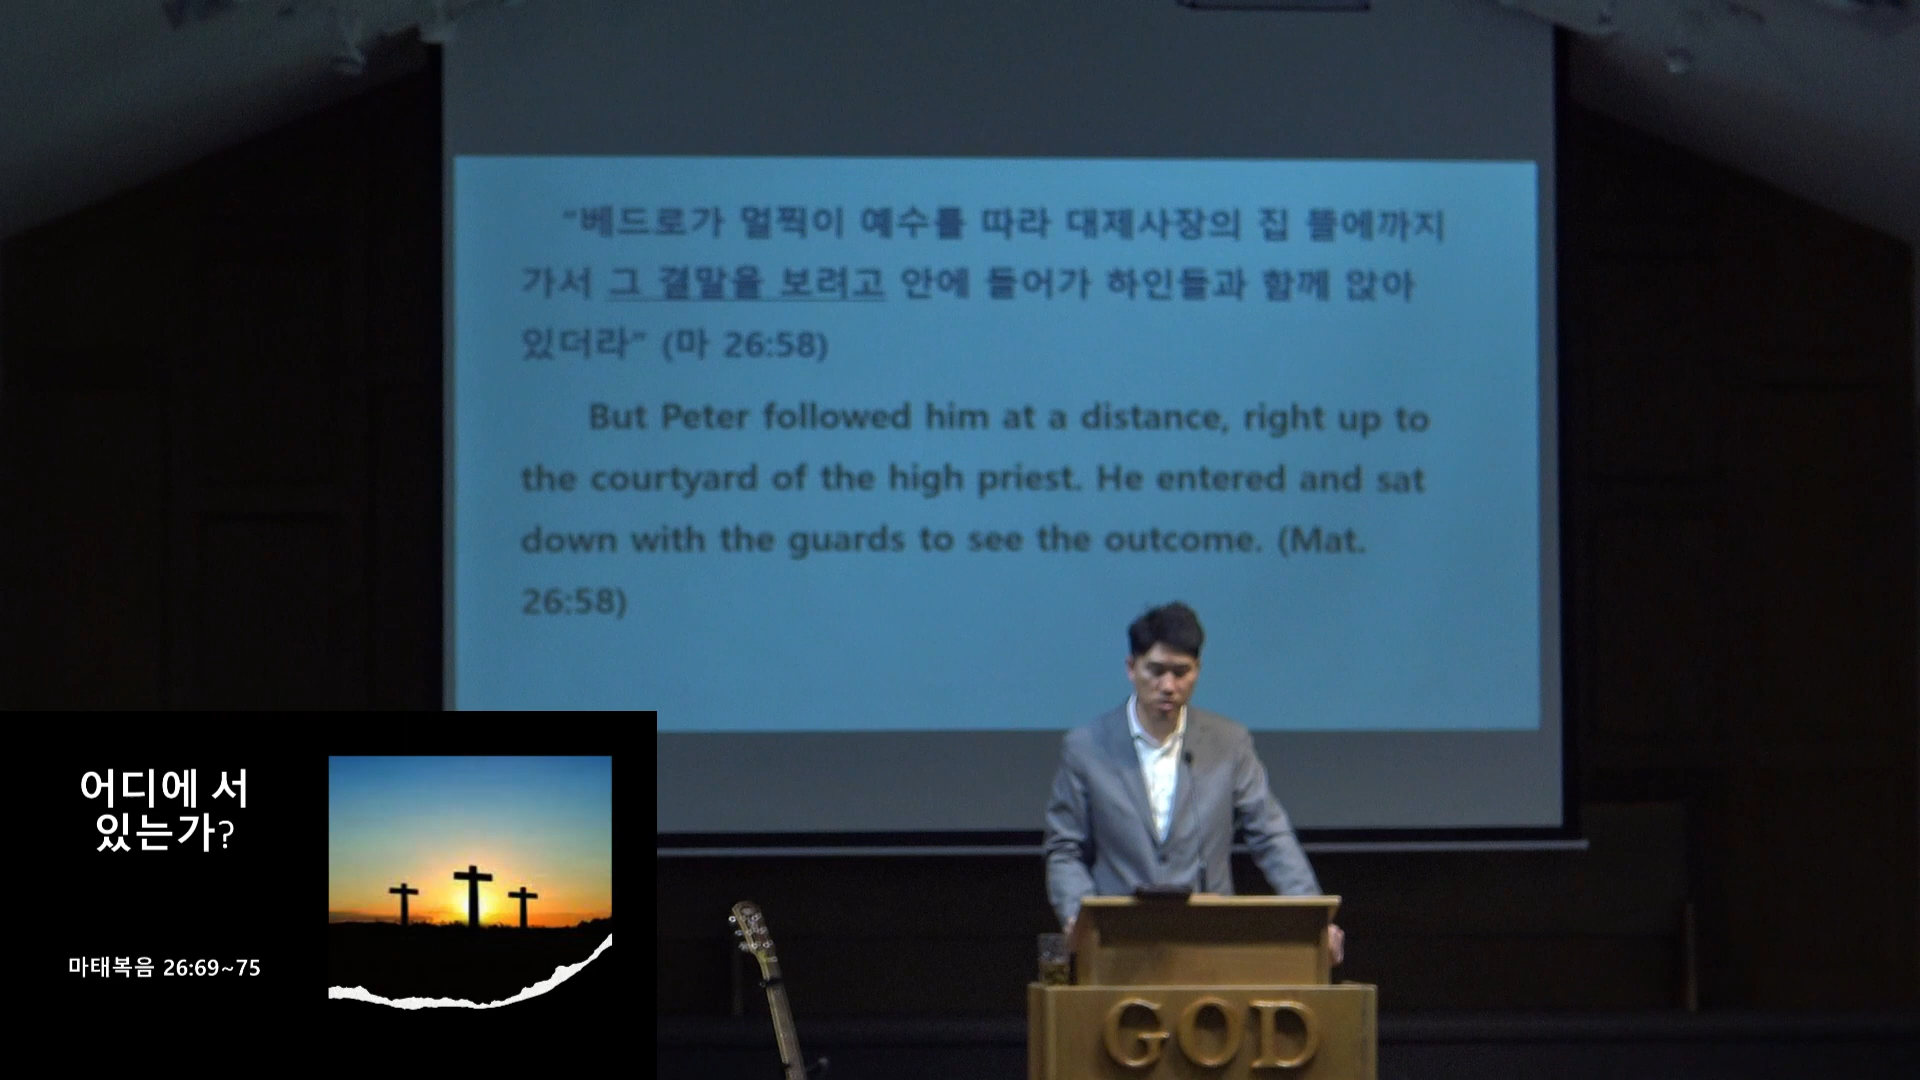 “베드로가 멀찍이 예수를 따라 대제사장의 집 뜰에까지
가서 그 결말을 보려고 안에 들어가 하인들과 함께 앉아
있더라” (마 26:58)
But Peter followed him at a distance, right up to
the courtyard of the high priest. He entered and sat
down with the guards to see the outcome. (Mat.
26:58)
어디에 서
있는가?
마태복음 26:69~75
GOD